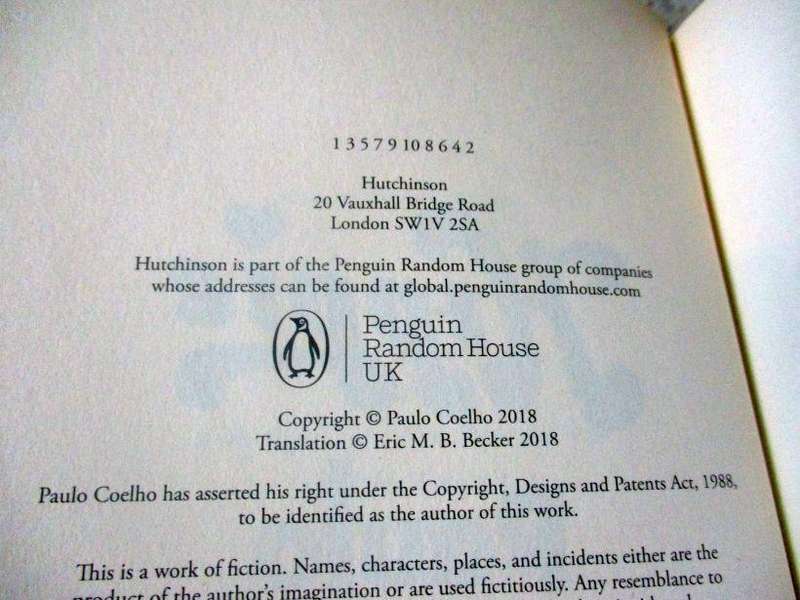 1 3 5 7 9 10 8 6 4 2
Hutchinson
20 Vauxhall Bridge Road
London SW1V 2SA
Hutchinson is part of the Penguin Random House group of companies
whose addresses can be found at global.penguinrandomhouse.com
Penguin
Random House
UK
Copyright © Paulo Coelho 2018
Translation © Eric M. B. Becker 2018
Paulo Coelho has asserted his right under the Copyright, Designs and Patents Act, 1988,
to be identified as the author of this work.
This is a work of fiction. Names, characters, places, and incidents either are the
product of the author's imagination or are used fictitiously. Any resemblance to